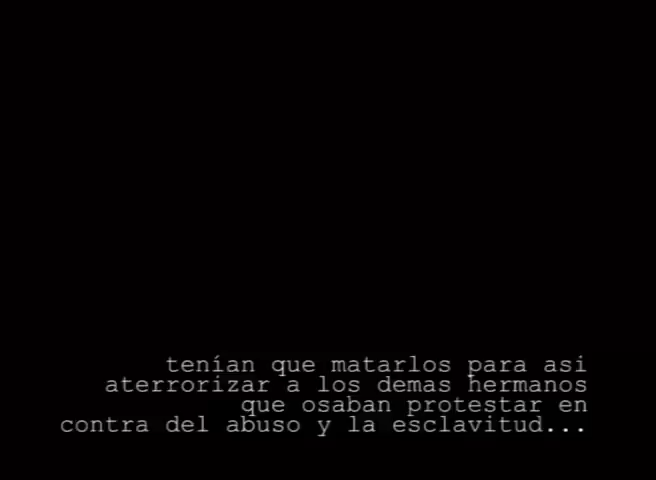 tenían que matarlos para asi
aterrorizar a los demas hermanos
que osaban protestar en
contra del abuso y la esclavitud...